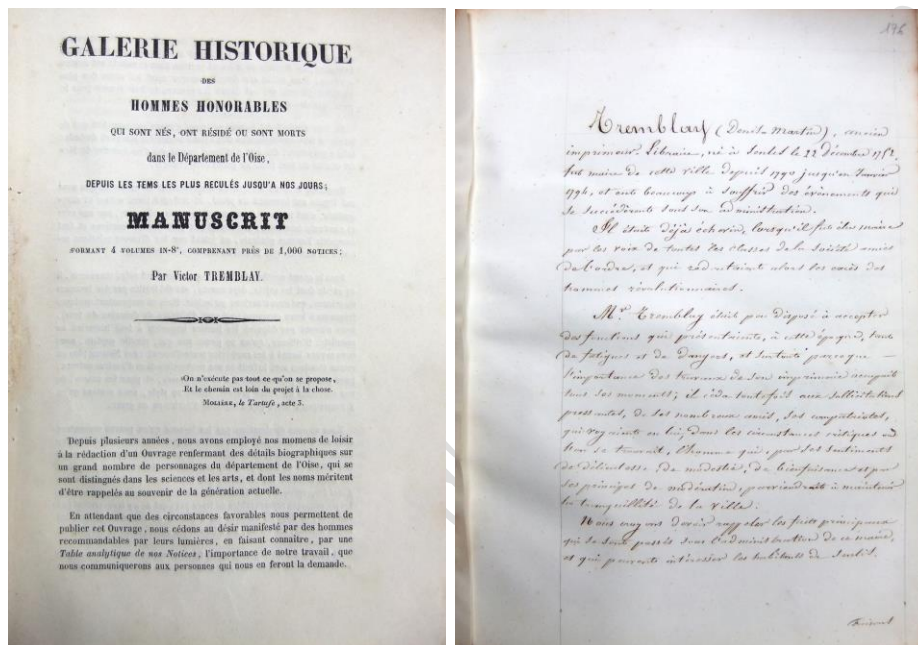 GALERIE HISTORIQUE
DES
HOMMES HONORABLES
QUI SONT NÉS, ONT RÉSIDÉ OU SONT MORTS
dans le Département de l'Oise,
DEPUIS LES TEMS LES PLUS RECULÉS JUSQU'A NOS JOURS;
MANUSCRIT
FORMANT 4 VOLUMES IN-8°, COMPRENANT PRÈS DE 1,000 NOTICES;
Par Victor TREMBLAY.
On n'exécute pas tout ce qu'on se propose,
Et le chemin est loin du projet à la chose.
MOLIÈRE, le Tartufe, acte 3.
Depuis plusieurs années, nous avons employé nos momens de loisir
à la rédaction d'un Ouvrage renfermant des détails biographiques sur
un grand nombre de personnages du département de l'Oise, qui se
sont distingués dans les sciences et les arts, et dont les noms méritent
d'être rappelés au souvenir de la génération actuelle.
En attendant que des circonstances favorables nous permettent de
publier cet Ouvrage, nous cédons au désir manifesté par des hommes
recommandables par leurs lumières, en faisant connaître, par une
Table analytique de nos Notices, l'importance de notre travail, que
nous communiquerons aux personnes qui nous en feront la demande.
176
Tremblay (Denis-Martin), ancien
imprimeur-Libraire, né à Senlis le 22 Décembre 1752,
fut maire de cette ville depuis 1790 jusqu'en Janvier
et eut beaucoup à souffrir des évènements qui
se succédèrent sous son administration.
Il était déjà échevin, lorsqu'il fut élu maire
par les voix de toutes les classes de la Société amies
de l'ordre, et qui redoutaient alors les excès des
hommes révolutionnaires.
Mr. Tremblay était peu disposé à accepter
des fonctions qui présentaient, à cette époque, tant
de fatigues et de dangers, et surtout parceque
l'importance des travaux de son imprimerie occupait
tous ses moments; il céda toutefois aux sollicitations
pressantes, de ses nombreux amis, ses compatriotes,
qui voyaient en lui, dans les circonstances critiques où
l'on se trouvait, l'homme qui, par ses sentiments
de délicatesse, de modestie, de bienfaisance et par
ses principes de modération, parviendrait à maintenir
la tranquillité de la ville.
Nous croyons devoir rappeler les faits principaux
qui se sont passés sous l'administration de ce maire,
et qui peuvent intéresser les habitants de Senlis.